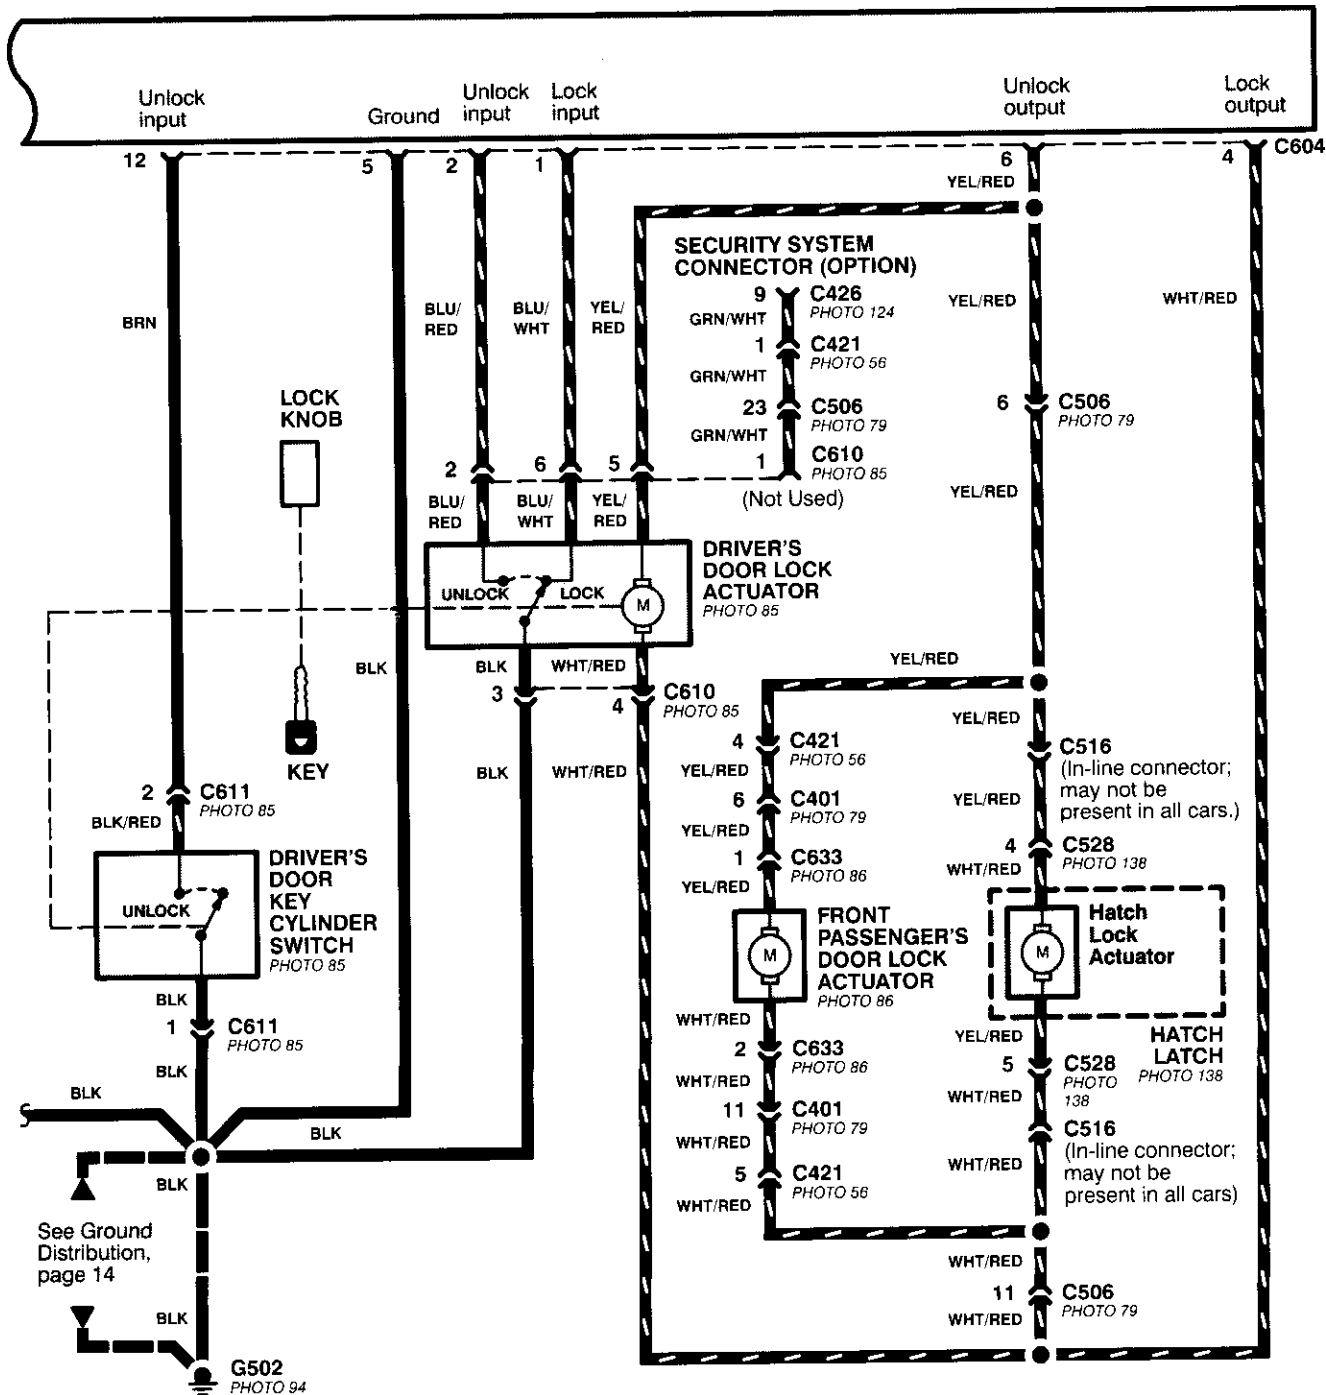 Unlock
input
Ground
Unlock
input
Lock
input
Unlock
output
Lock
output
12
5
2
1
6
4
C604
YEL/RED
SECURITY SYSTEM
CONNECTOR (OPTION)
9
C426
PHOTO 124
GRN/WHT
1
C421
PHOTO 56
GRN/WHT
23
C506
PHOTO 79
GRN/WHT
1
C610
PHOTO 85
(Not Used)
BRN
BLU/
RED
BLU/
WHT
YEL/
RED
YEL/RED
WHT/RED
6
C506
PHOTO 79
YEL/RED
LOCK
KNOB
KEY
2
6
5
BLU/
RED
BLU/
WHT
YEL/
RED
UNLOCK
LOCK
M
DRIVER'S
DOOR LOCK
ACTUATOR
PHOTO 85
BLK
BLK
WHT/RED
3
4
C610
PHOTO 85
BLK
WHT/RED
YEL/RED
YEL/RED
C516
(In-line connector;
may not be
present in all cars.)
YEL/RED
4
C528
PHOTO 138
WHT/RED
4
C421
PHOTO 56
YEL/RED
6
C401
PHOTO 79
YEL/RED
1
C633
PHOTO 86
YEL/RED
2
C611
PHOTO 85
BLK/RED
DRIVER'S
DOOR
KEY
CYLINDER
SWITCH
PHOTO 85
UNLOCK
BLK
1
C611
PHOTO 85
BLK
M
FRONT
PASSENGER'S
DOOR LOCK
ACTUATOR
PHOTO 86
M
Hatch
Lock
Actuator
HATCH
LATCH
PHOTO 138
WHT/RED
2
C633
PHOTO 86
WHT/RED
11
C401
PHOTO 79
WHT/RED
5
C421
PHOTO 56
WHT/RED
YEL/RED
5
C528
PHOTO
138
WHT/RED
C516
(In-line connector;
may not be
present in all cars)
WHT/RED
WHT/RED
11
C506
PHOTO 79
WHT/RED
BLK
BLK
BLK
See Ground
Distribution,
page 14
BLK
G502
PHOTO 94